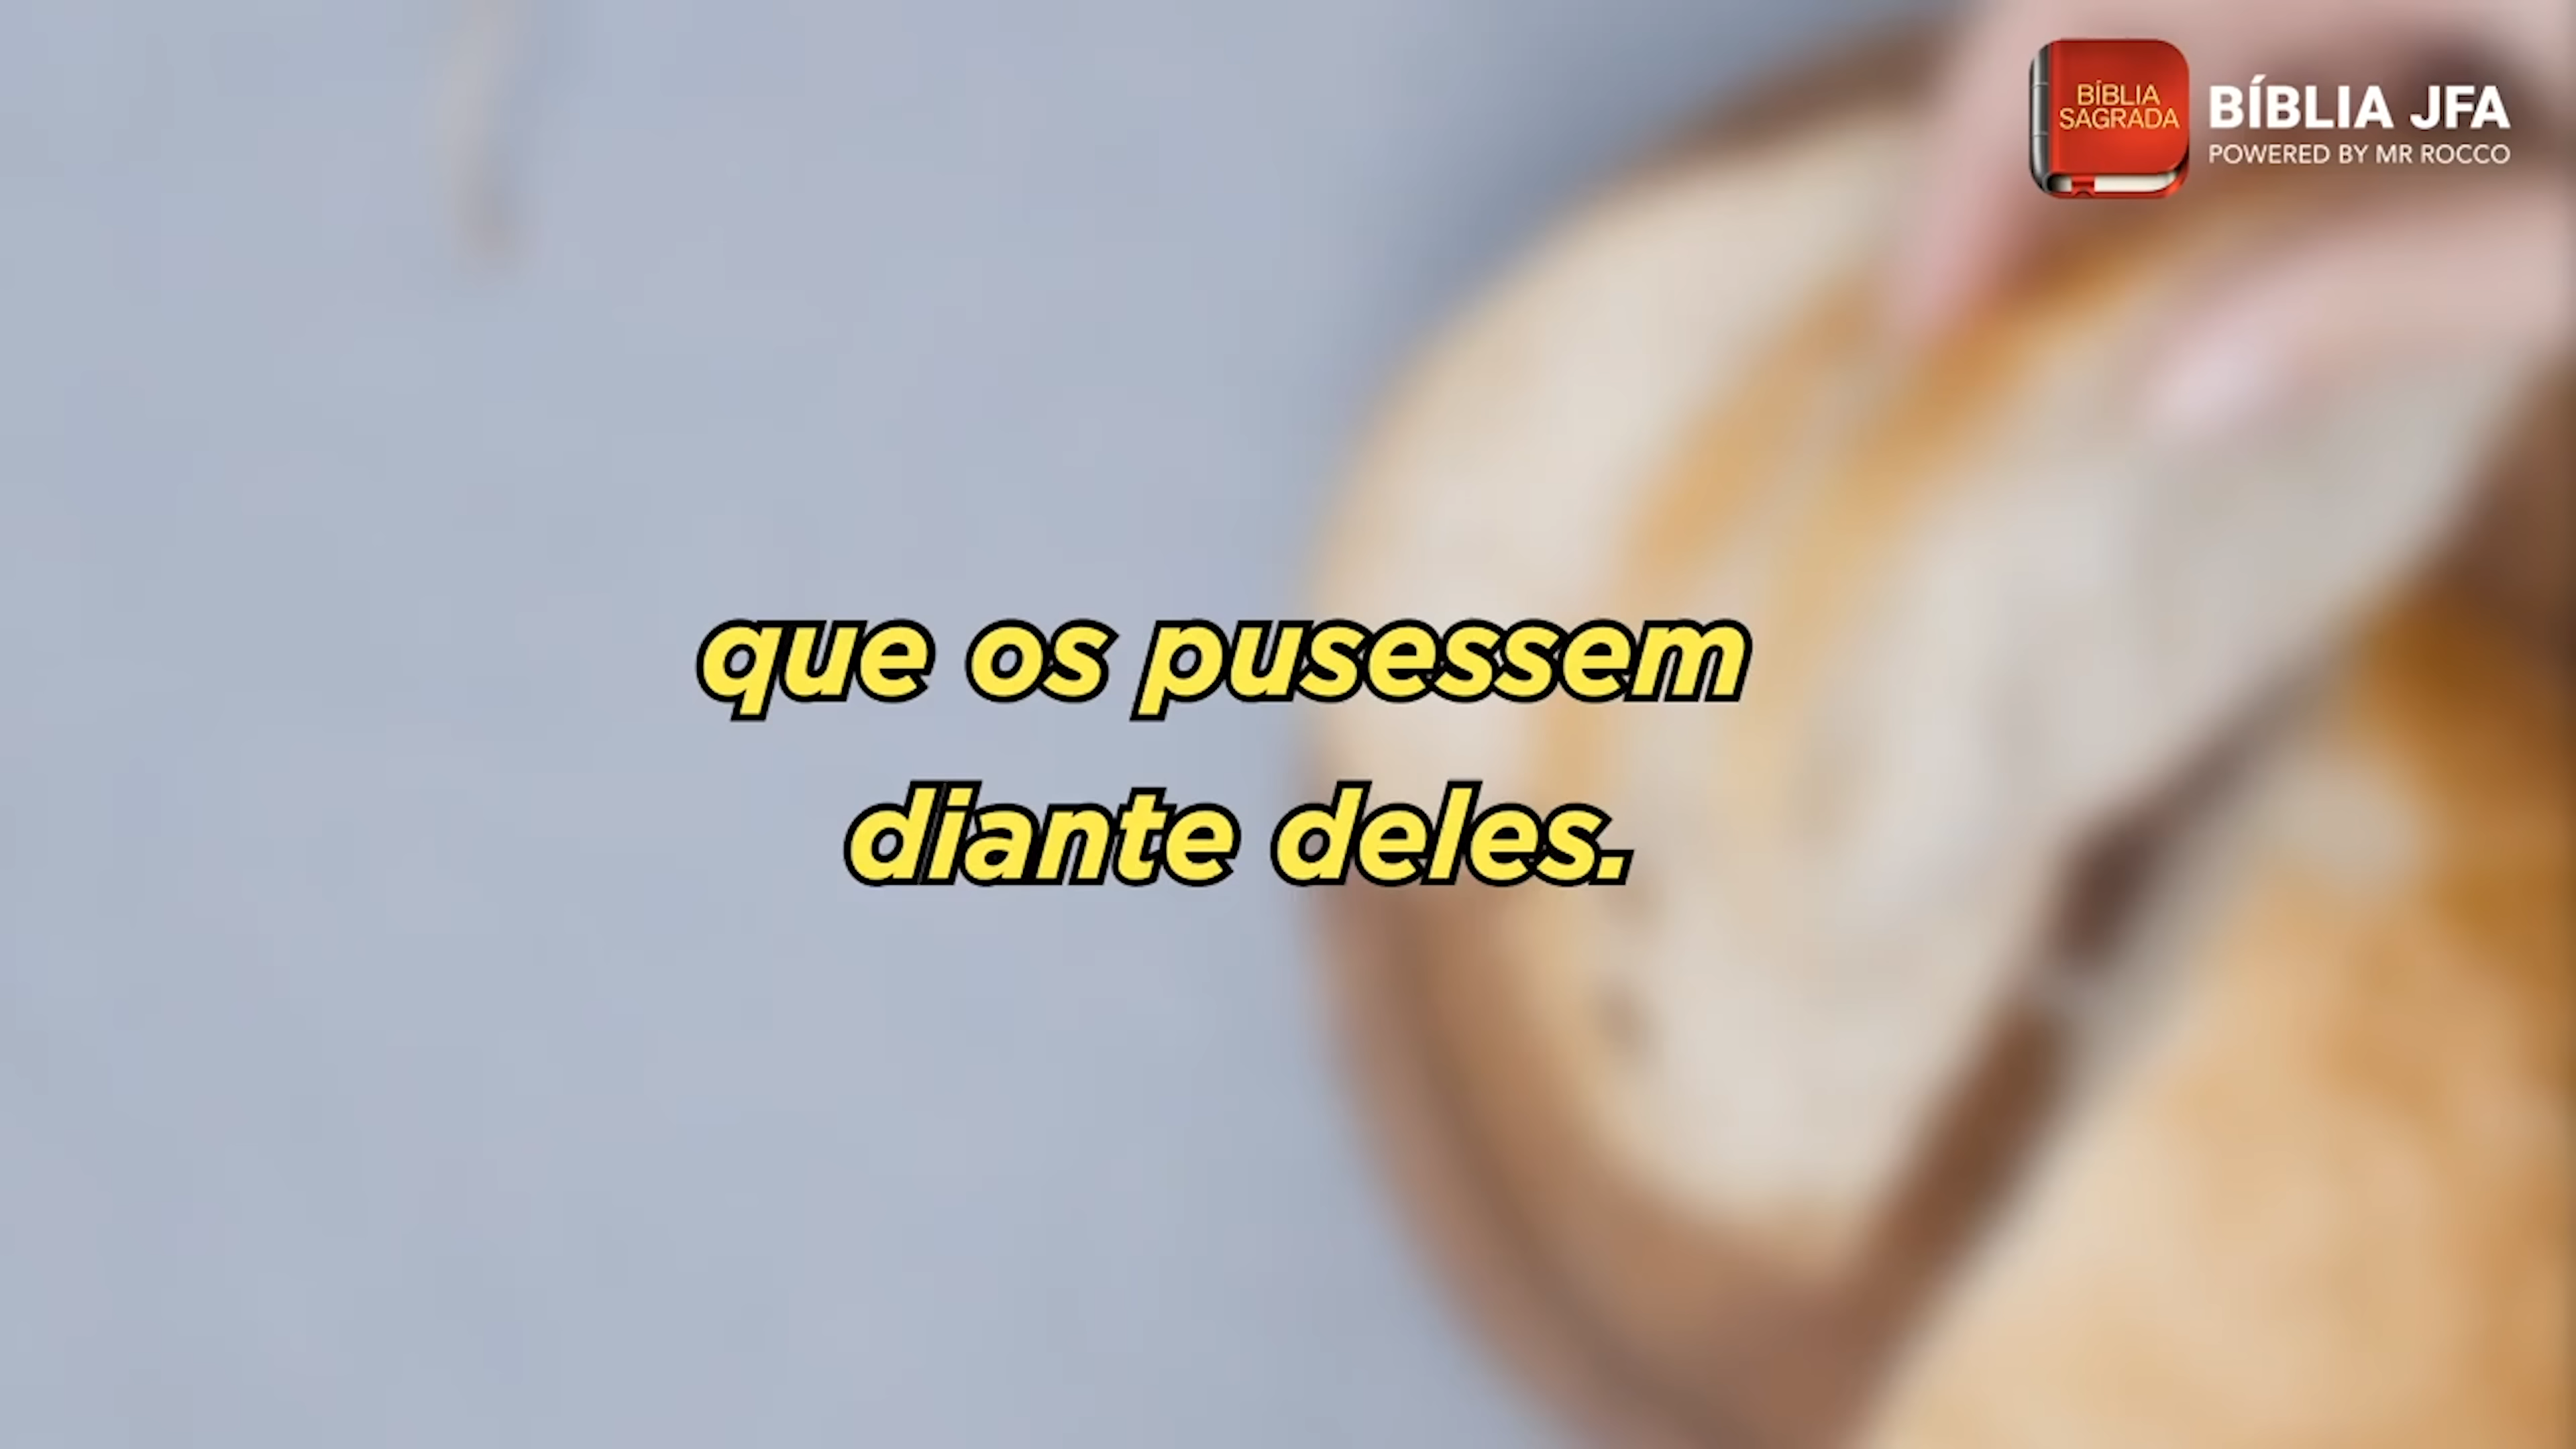 BÍBLIA
SAGRADA
BÍBLIA JFA
POWERED BY MR ROCCO
que os pusessem
diante deles.